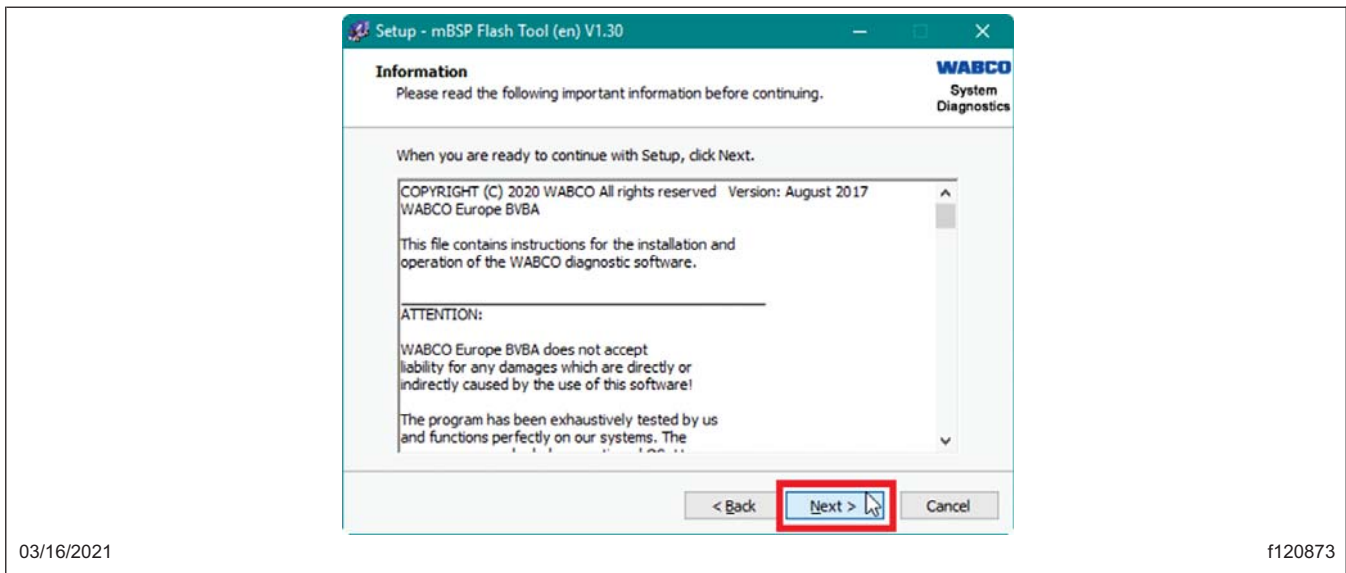 Setup - mBSP Flash Tool (en) V1.30
Information
Please read the following important information before continuing.
WABCO
System
Diagnostics
When you are ready to continue with Setup, click Next.
COPYRIGHT (C) 2020 WABCO All rights reserved   Version: August 2017
WABCO Europe BVBA
This file contains instructions for the installation and
operation of the WABCO diagnostic software.
ATTENTION:
WABCO Europe BVBA does not accept
liability for any damages which are directly or
indirectly caused by the use of this software!
The program has been exhaustively tested by us
and functions perfectly on our systems. The
< Back
Next >
Cancel
03/16/2021
f120873